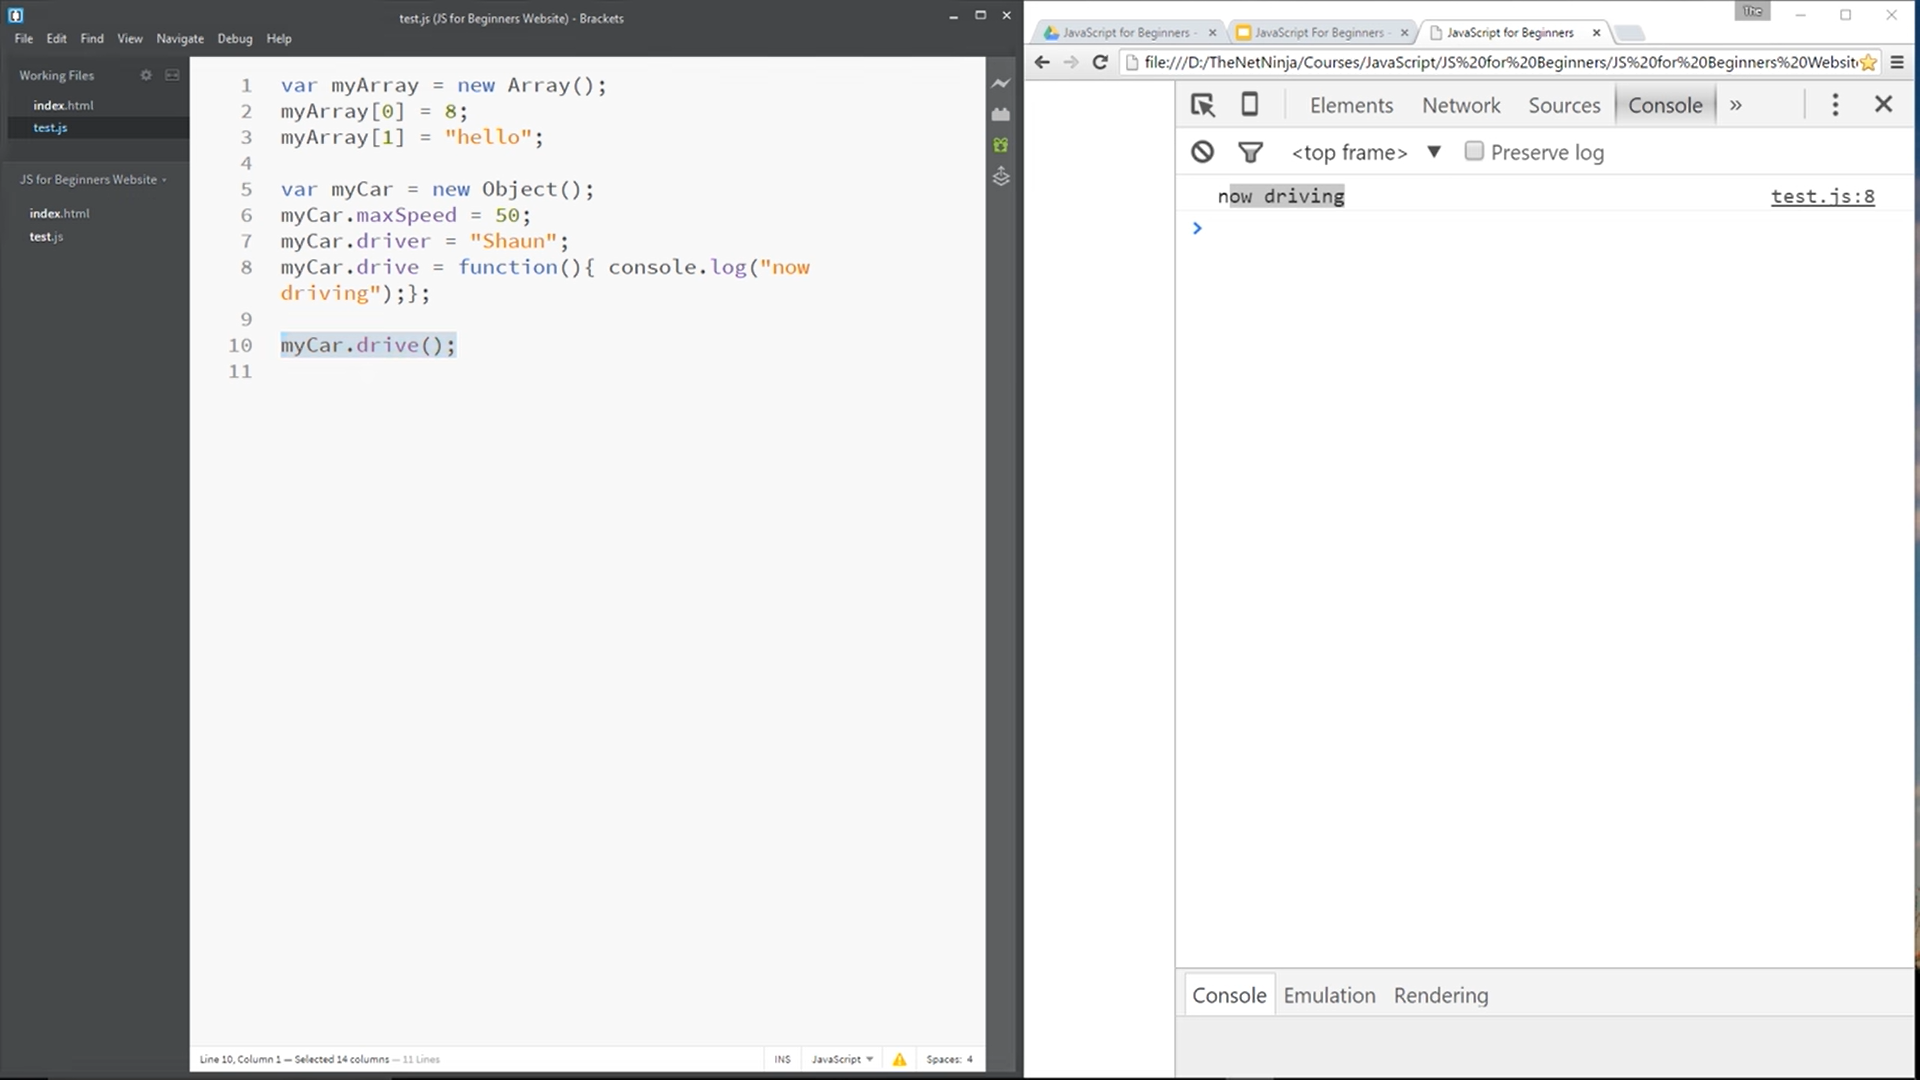 test.js (JS for Beginners Website) - Brackets
File Edit Find View Navigate Debug Help
Working Files
index.html
test.js
JS for Beginners Website
index.html
test.js
1 var myArray = new Array();
2 myArray[0] = 8;
3 myArray[1] = "hello";
4
5 var myCar = new Object();
6 myCar.maxSpeed = 50;
7 myCar.driver = "Shaun";
8 myCar.drive = function(){ console.log("now
driving");};
9
10 myCar.drive();
11
Line 10, Column 1 — Selected 14 columns — 11 Lines
INS JavaScript Spaces: 4
The
JavaScript for Beginners - JavaScript For Beginners - JavaScript for Beginners
file:///D:/TheNetNinja/Courses/JavaScript/JS%20for%20Beginners/JS%20for%20Beginners%20Websit
Elements Network Sources Console »
<top frame> ▼ Preserve log
now driving test.js:8
>
Console Emulation Rendering